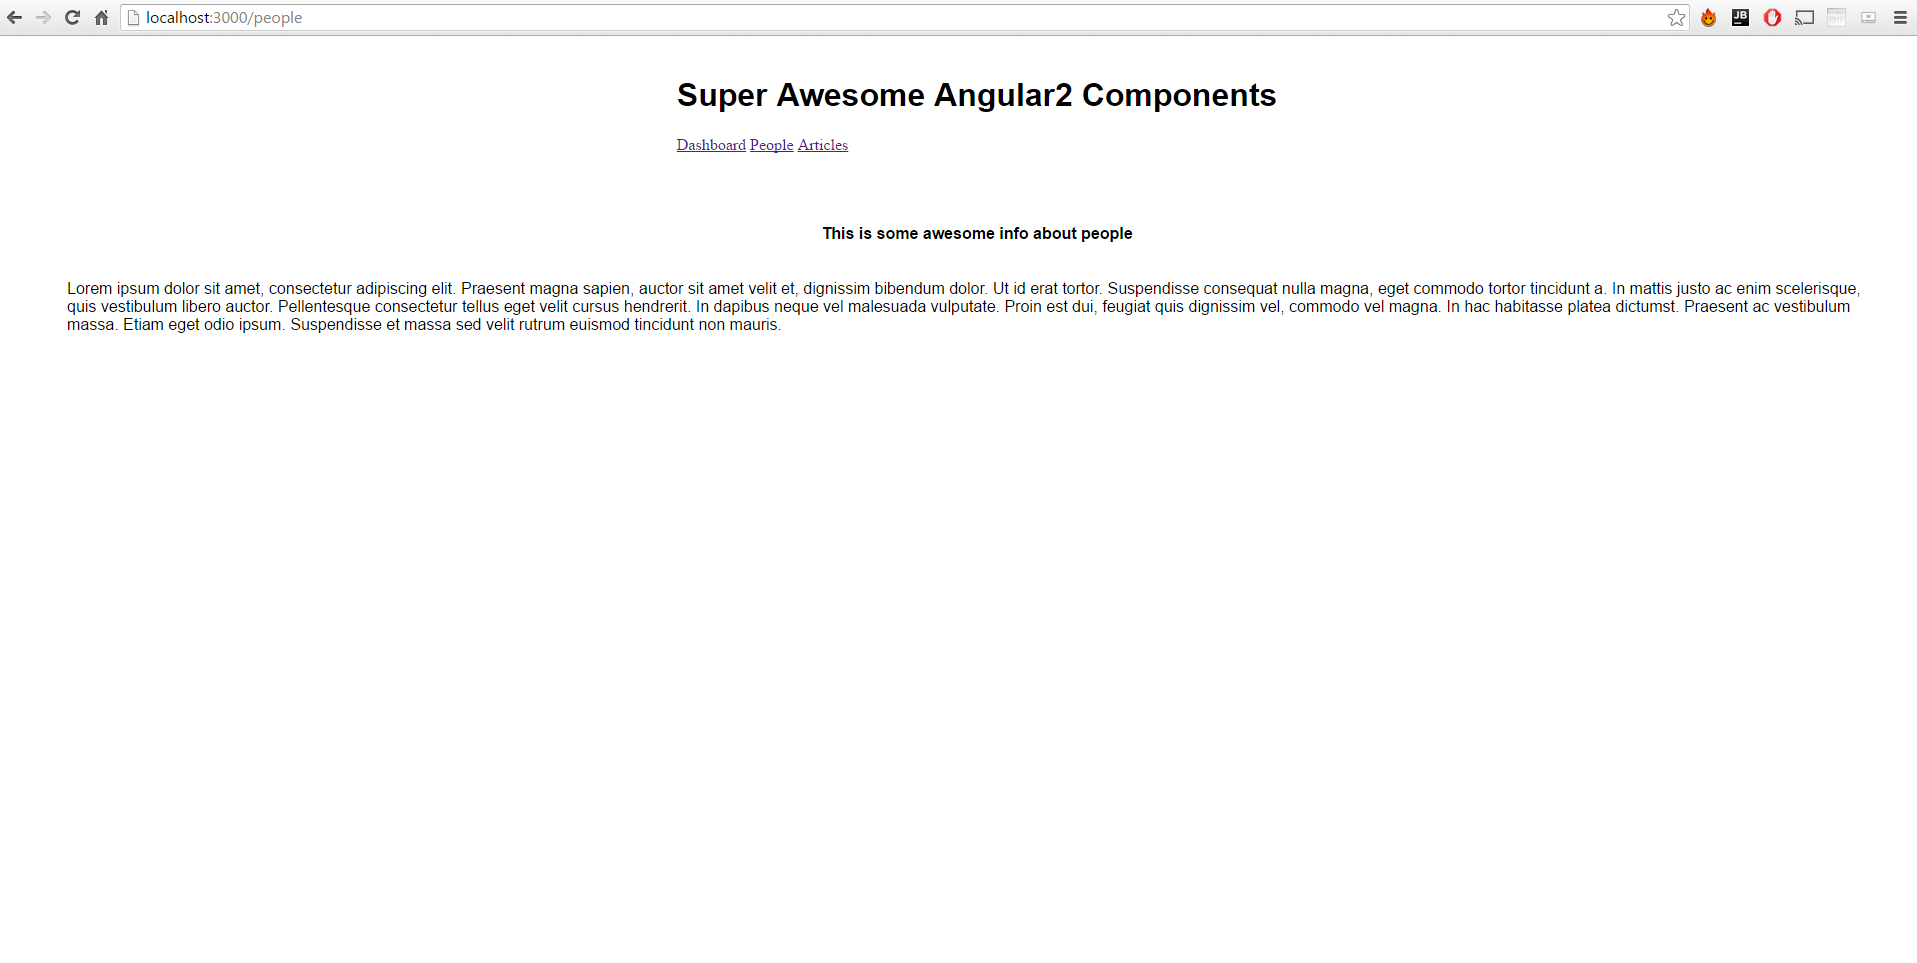 localhost:3000/people
JB
Super Awesome Angular2 Components
Dashboard People Articles
This is some awesome info about people
Lorem ipsum dolor sit amet, consectetur adipiscing elit. Praesent magna sapien, auctor sit amet velit et, dignissim bibendum dolor. Ut id erat tortor. Suspendisse consequat nulla magna, eget commodo tortor tincidunt a. In mattis justo ac enim scelerisque,
quis vestibulum libero auctor. Pellentesque consectetur tellus eget velit cursus hendrerit. In dapibus neque vel malesuada vulputate. Proin est dui, feugiat quis dignissim vel, commodo vel magna. In hac habitasse platea dictumst. Praesent ac vestibulum
massa. Etiam eget odio ipsum. Suspendisse et massa sed velit rutrum euismod tincidunt non mauris.